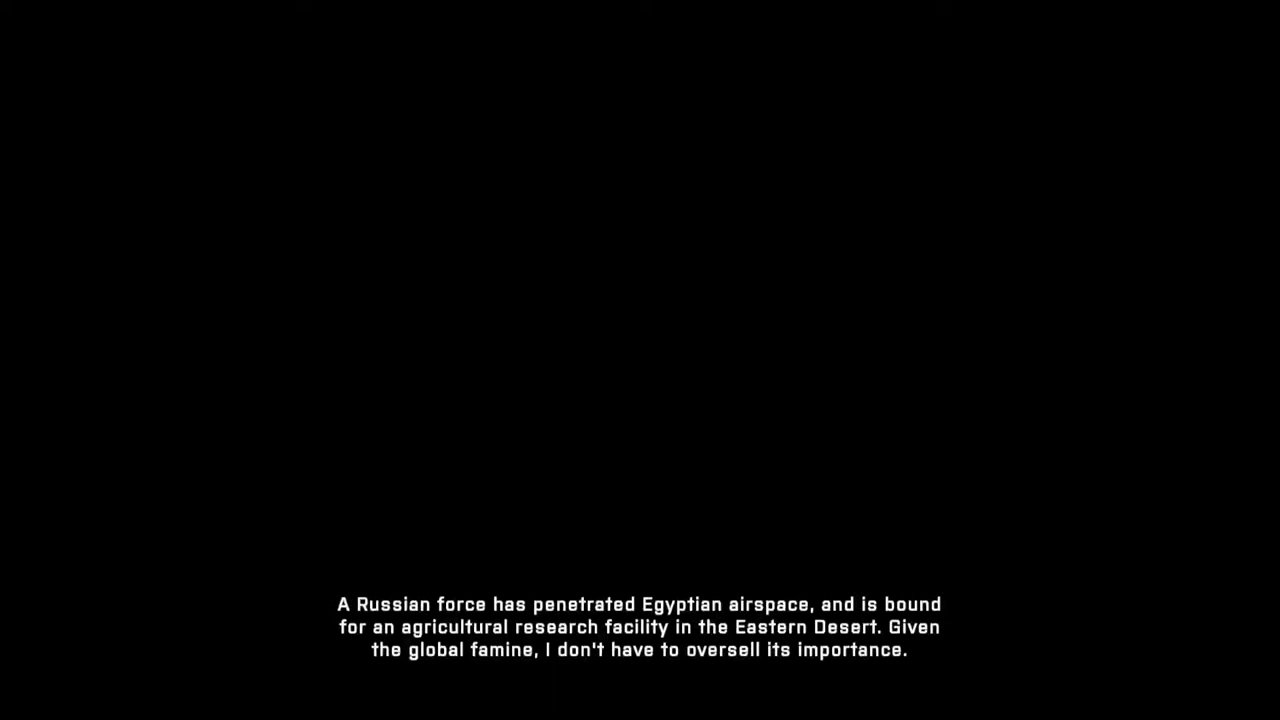 A Russian force has penetrated Egyptian airspace, and is bound
for an agricultural research facility in the Eastern Desert. Given
the global famine, I don't have to oversell its importance.